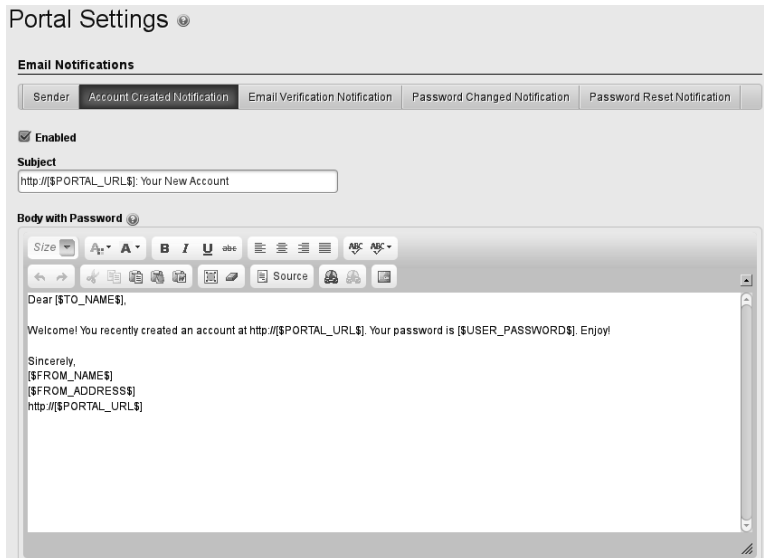 Portal Settings
Email Notifications
Sender Account Created Notification Email Verification Notification Password Changed Notification Password Reset Notification
Enabled
Subject
http://[$PORTAL_URL$]: Your New Account
Body with Password
Size A A B I U abc ABC ABC
Source
Dear [$TO_NAME$],
Welcome! You recently created an account at http://[$PORTAL_URL$]. Your password is [$USER_PASSWORD$]. Enjoy!
Sincerely,
[$FROM_NAME$]
[$FROM_ADDRESS$]
http://[$PORTAL_URL$]